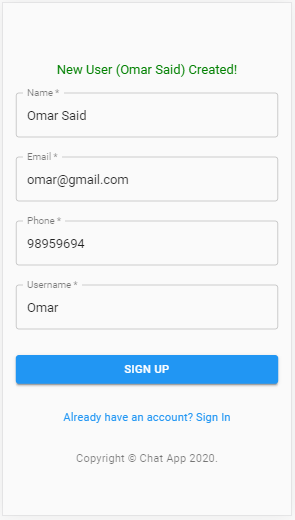 New User (Omar Said) Created!
Name *
Omar Said
Email *
omar@gmail.com
Phone *
98959694
Username *
Omar
SIGN UP
Already have an account? Sign In
Copyright © Chat App 2020.